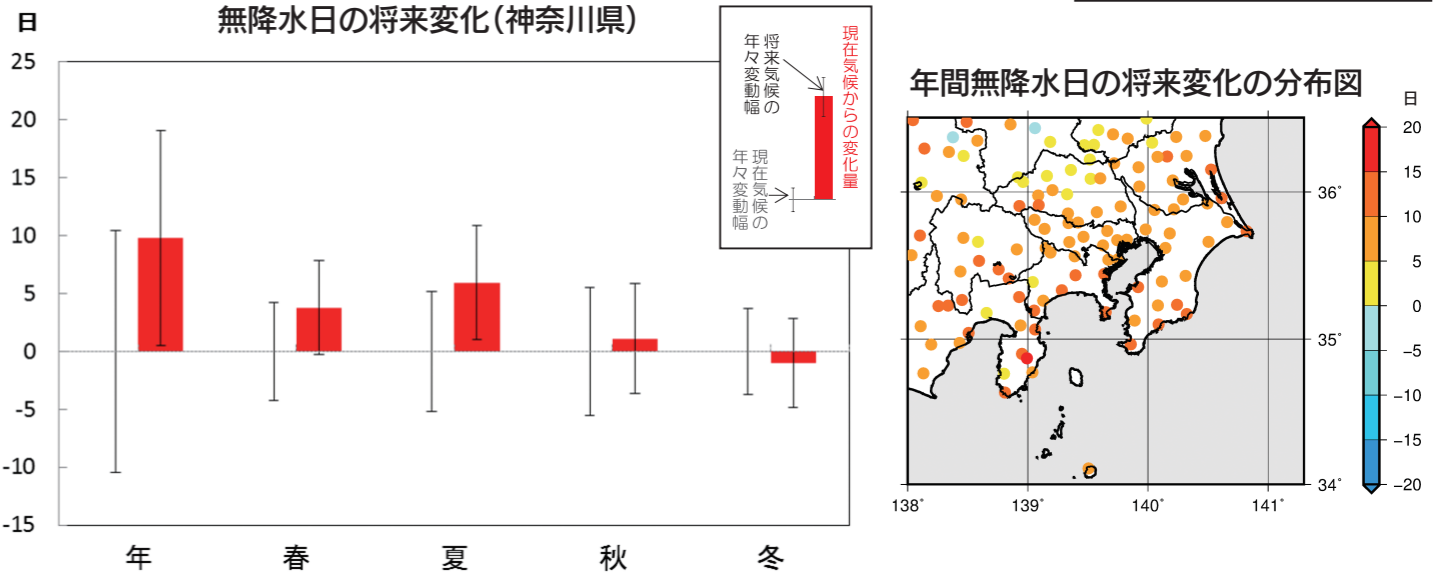 無降水日の将来変化(神奈川県)
日
25
20
15
10
5
0
-5
-10
-15
年
春
夏
秋
冬
現在気候からの変化量
将来気候の
年々変動幅
現在気候の
年々変動幅
年間無降水日の将来変化の分布図
日
20
15
10
5
0
−5
−10
−15
−20
36˚
35˚
34˚
138˚
139˚
140˚
141˚